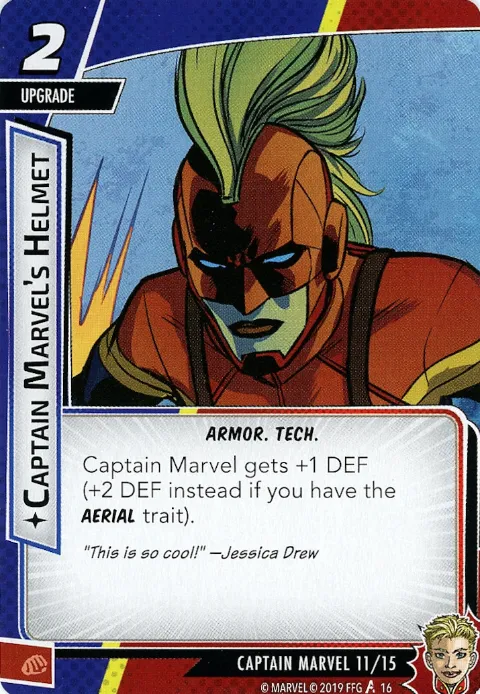 2
UPGRADE
CAPTAIN MARVEL'S HELMET
ARMOR. TECH.
Captain Marvel gets +1 DEF
(+2 DEF instead if you have the
AERIAL trait).
"This is so cool!" —Jessica Drew
CAPTAIN MARVEL 11/15
© MARVEL © 2019 FFG 16